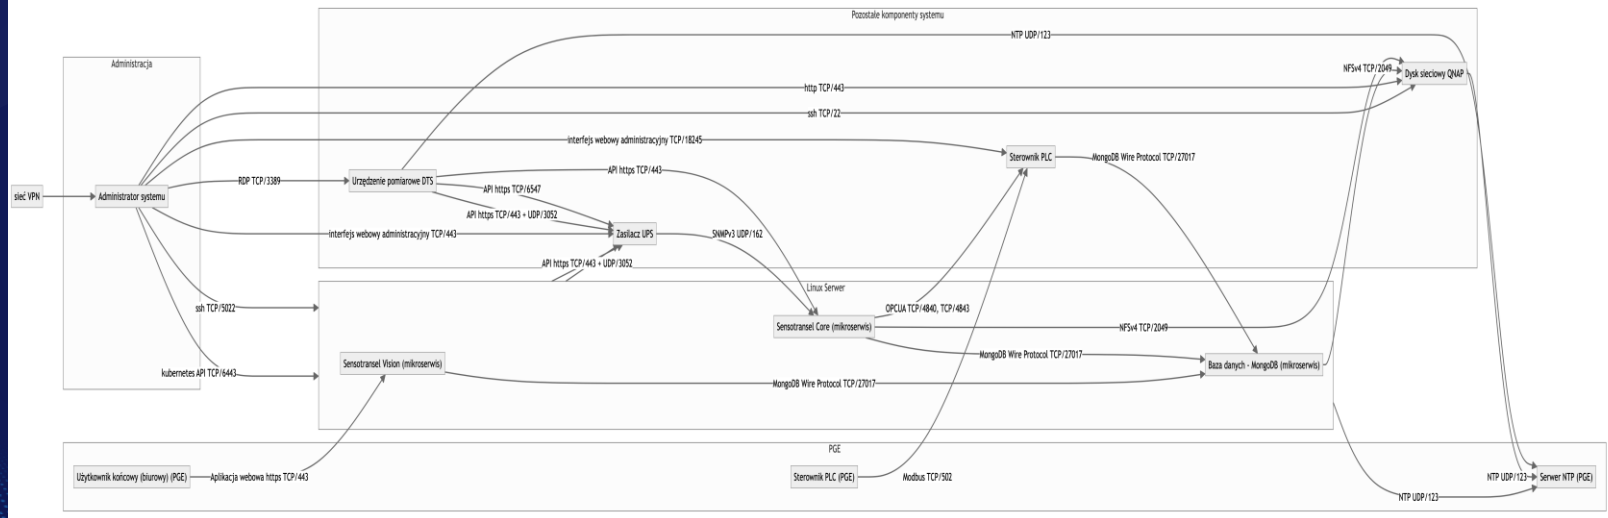 Pozostałe komponenty systemu
NTP UDP/123
Administracja
NFSv4 TCP/2049
Dysk sieciowy QNAP
http TCP/443
ssh TCP/22
interfejs webowy administracyjny TCP/18245
Sterownik PLC
MongoDB Wire Protocol TCP/27017
API https TCP/443
RDP TCP/3389
Urządzenie pomiarowe DTS
API https TCP/6547
sieć VPN
Administrator systemu
API https TCP/443 + UDP/3052
interfejs webowy administracyjny TCP/443
Zasilacz UPS
SNMPv3 UDP/162
API https TCP/443 + UDP/3052
Linux Serwer
ssh TCP/5022
OPCUA TCP/4840, TCP/4843
Sensotransel Core (mikroserwis)
NFSv4 TCP/2049
MongoDB Wire Protocol TCP/27017
Sensotransel Vision (mikroserwis)
Baza danych - MongoDB (mikroserwis)
kubernetes API TCP/6443
MongoDB Wire Protocol TCP/27017
PGE
Użytkownik końcowy (biurowy) (PGE)
Aplikacja webowa https TCP/443
Sterownik PLC (PGE)
Modbus TCP/502
NTP UDP/123
Serwer NTP (PGE)
NTP UDP/123